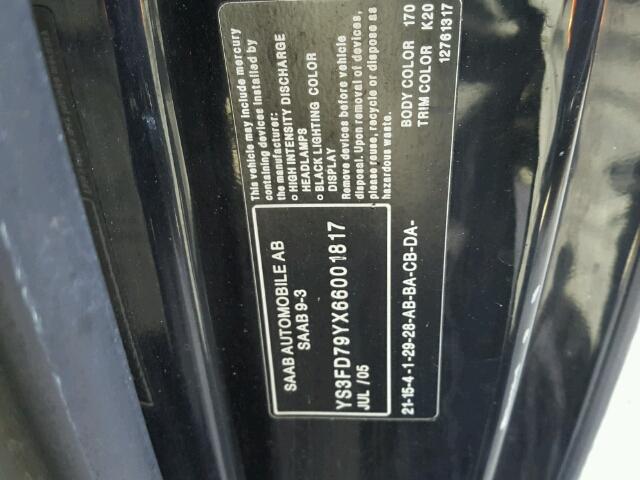 This vehicle may Include mercury
containing devices installed by
the manufacturer:
○ HIGH INTENSITY DISCHARGE
HEADLAMPS
○ BLACK LIGHTING COLOR
DISPLAY
Remove devices before vehicle
disposal. Upon removal of devices,
please reuse, recycle or dispose as
hazardous waste.
BODY COLOR 170
TRIM COLOR K20
12761317
SAAB AUTOMOBILE AB
SAAB 9-3
YS3FD79YX66001817
JUL /05
21-15-4-1-29-28-AB-BA-CB-DA-